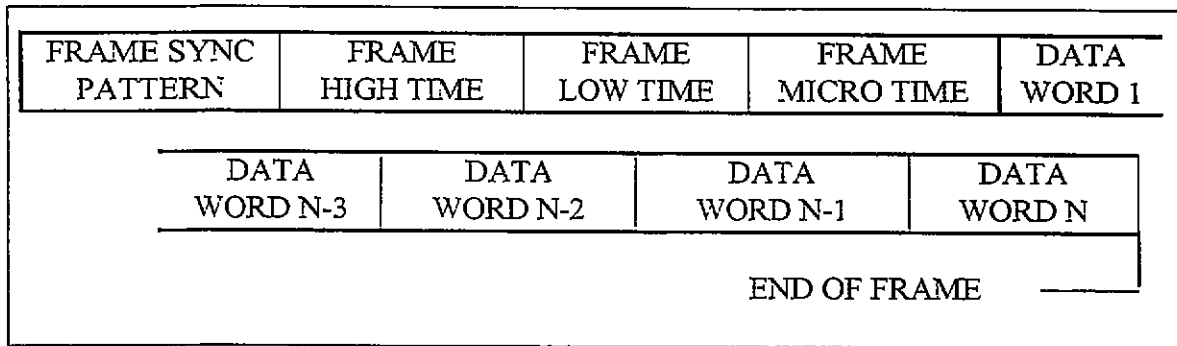 FRAME SYNC PATTERN
FRAME HIGH TIME
FRAME LOW TIME
FRAME MICRO TIME
DATA WORD 1
DATA WORD N-3
DATA WORD N-2
DATA WORD N-1
DATA WORD N
END OF FRAME